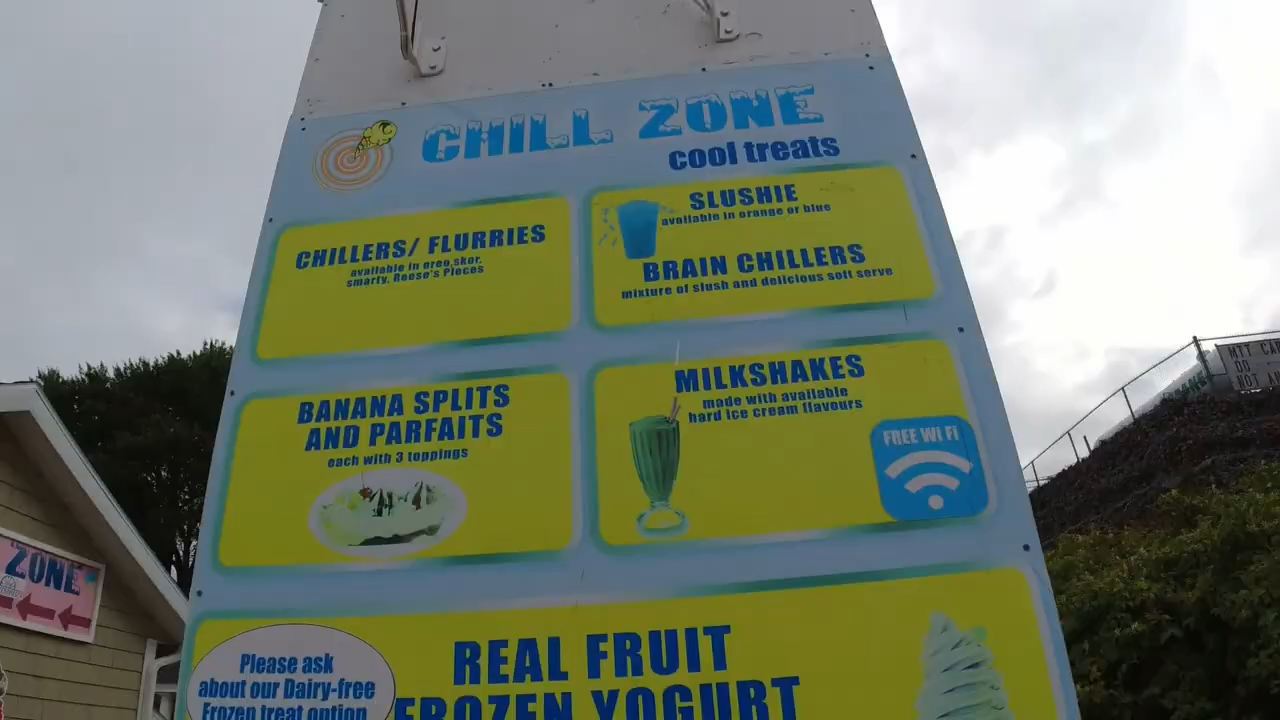 CHILL ZONE
cool treats
CHILLERS/ FLURRIES
available in oreo,skor,
smarty, Reese's Pieces
SLUSHIE
available in orange or blue
BRAIN CHILLERS
mixture of slush and delicious soft serve
BANANA SPLITS
AND PARFAITS
each with 3 toppings
MILKSHAKES
made with available
hard ice cream flavours
FREE Wi Fi
REAL FRUIT
FROZEN YOGURT
Please ask
about our Dairy-free
Frozen treat option
ZONE
DO
NOT